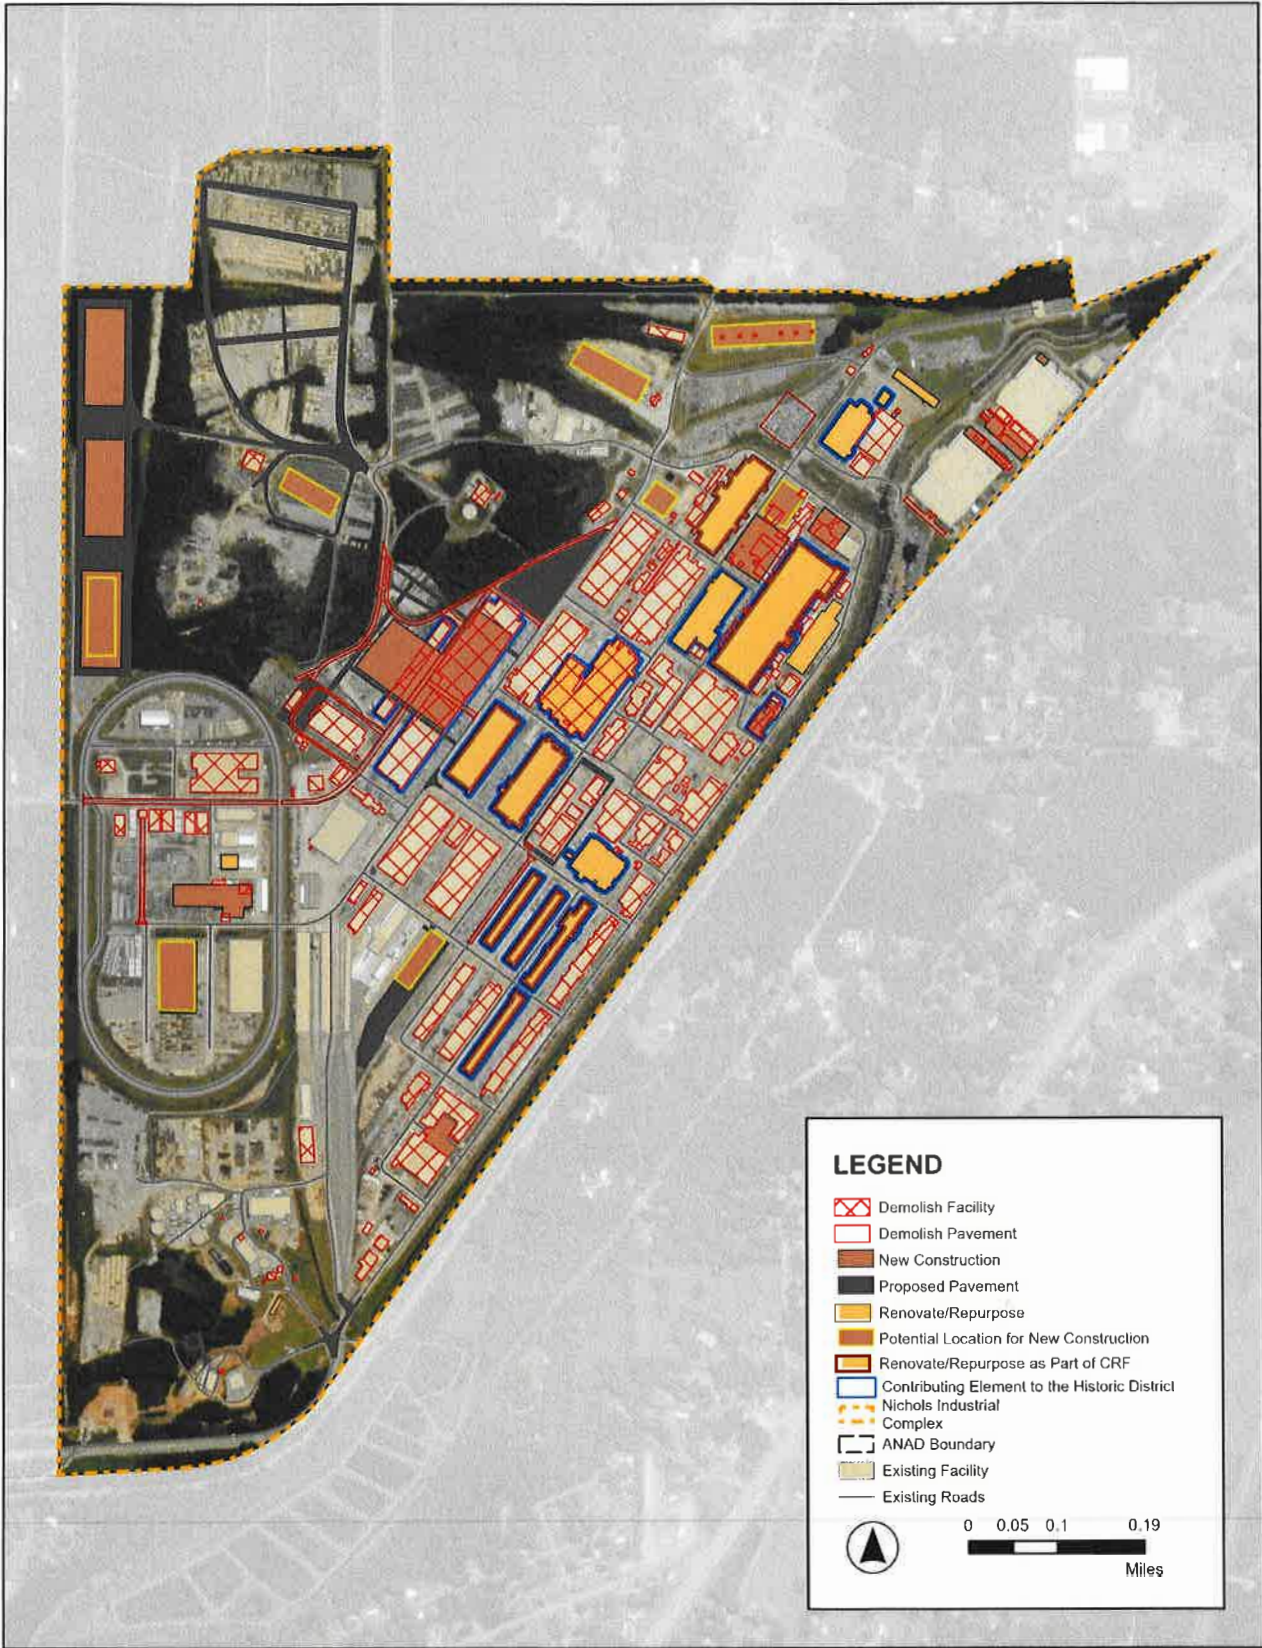 LEGEND
Demolish Facility
Demolish Pavement
New Construction
Proposed Pavement
Renovate/Repurpose
Potential Location for New Construction
Renovate/Repurpose as Part of CRF
Contributing Element to the Historic District
Nichols Industrial
Complex
ANAD Boundary
Existing Facility
Existing Roads
0 0.05 0.1 0.19
Miles